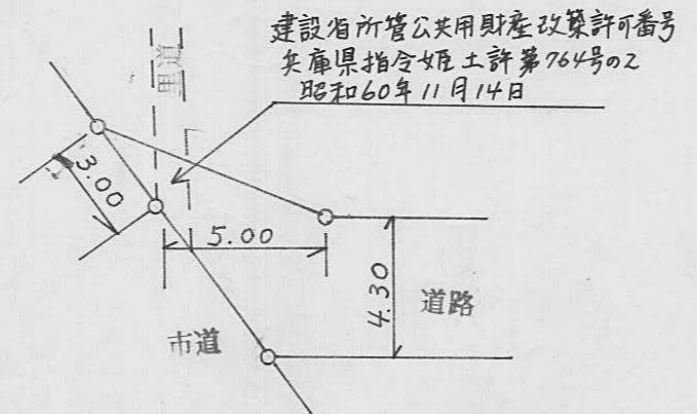 建設省所管公共用財産改築許可番号
兵庫県指令姫土許第764号の2
昭和60年11月14日
里道
3.00
5.00
4.30
道路
市道